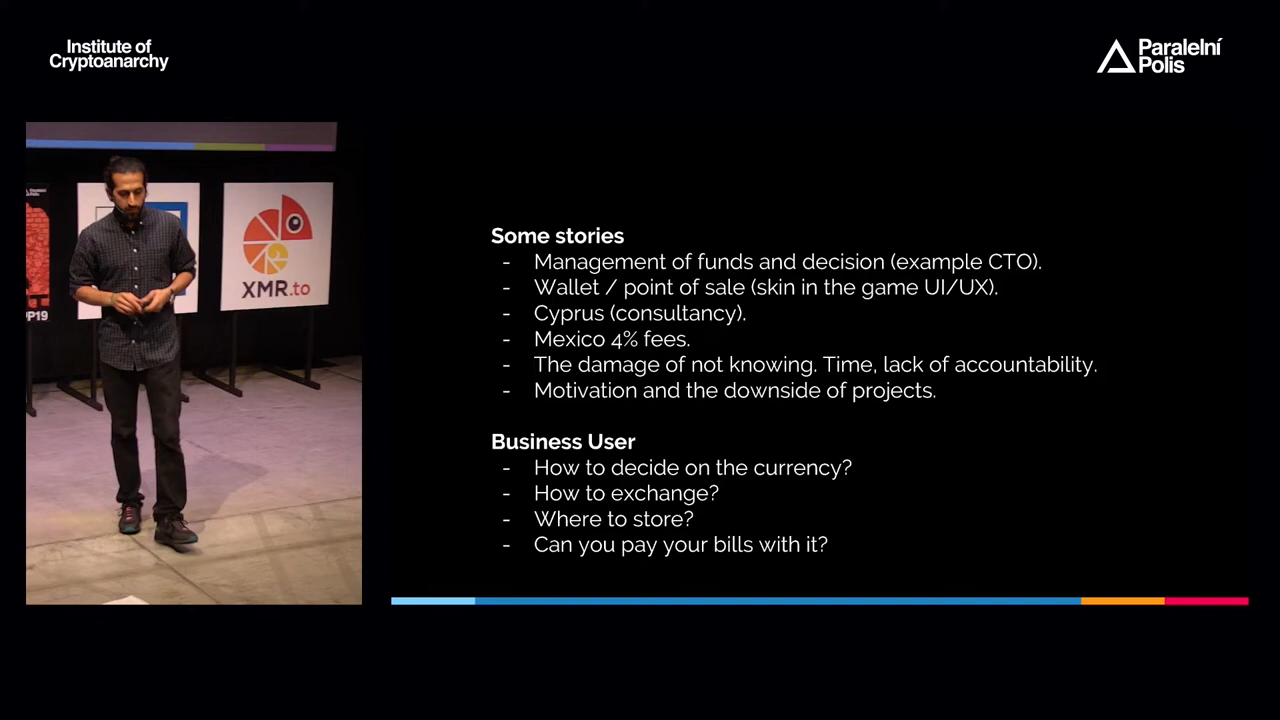 Institute of
Cryptoanarchy
Paralelní
Polis
XMR.to
P19
Some stories
- Management of funds and decision (example CTO).
- Wallet / point of sale (skin in the game UI/UX).
- Cyprus (consultancy).
- Mexico 4% fees.
- The damage of not knowing. Time, lack of accountability.
- Motivation and the downside of projects.
Business User
- How to decide on the currency?
- How to exchange?
- Where to store?
- Can you pay your bills with it?